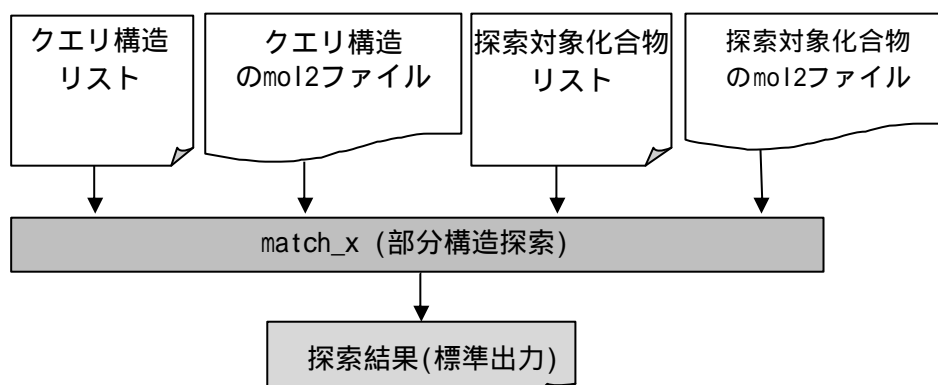 クエリ構造
リスト
クエリ構造
のmol2ファイル
探索対象化合物
リスト
探索対象化合物
のmol2ファイル
match_x (部分構造探索)
探索結果(標準出力)